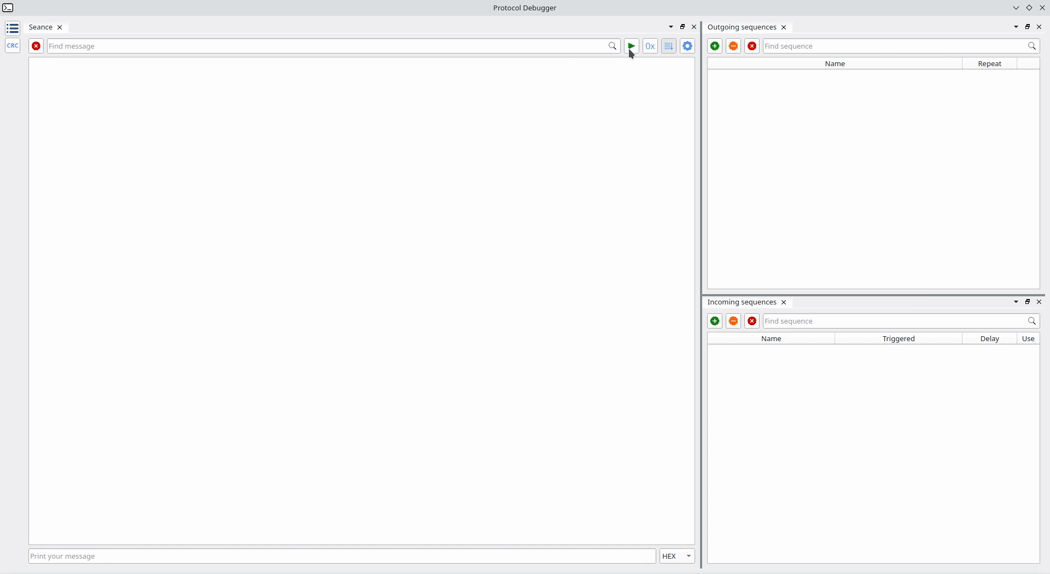 Protocol Debugger
Seance
Outgoing sequences
CRC
Find message
0x
Find sequence
Name Repeat
Incoming sequences
Find sequence
Name Triggered Delay Use
Print your message
HEX